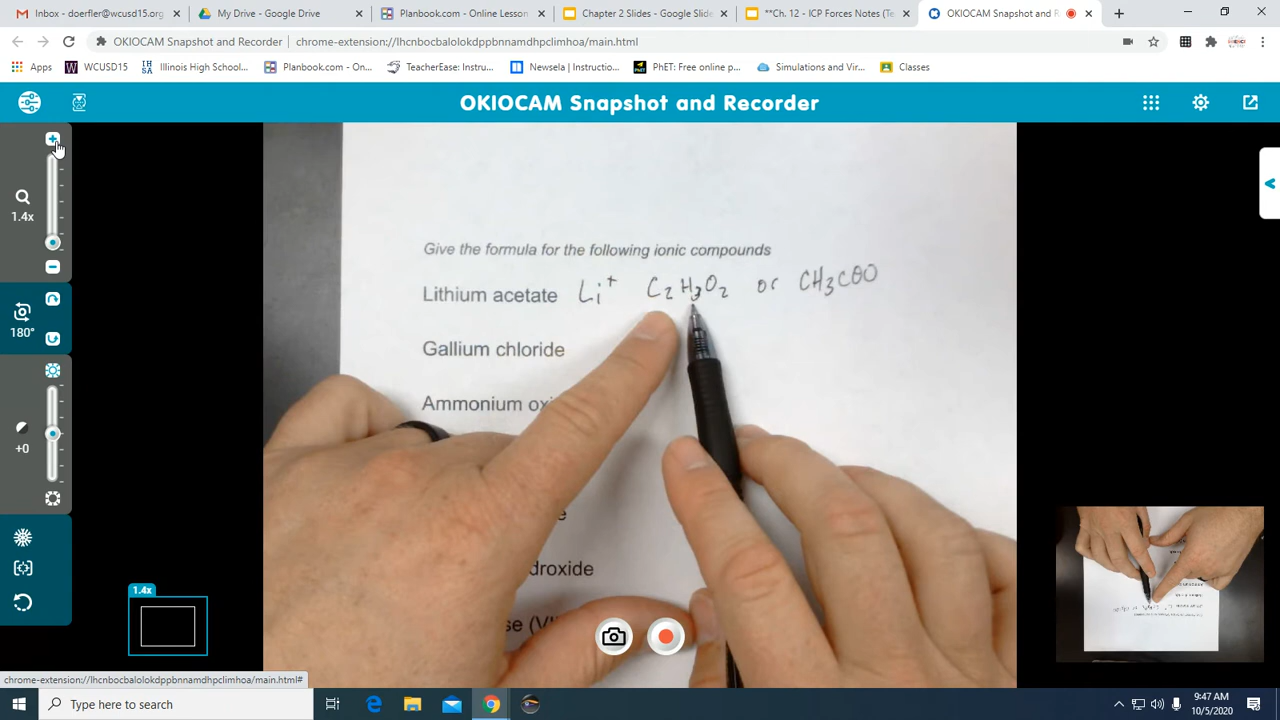 Inbox - doerfler@wcusd15.org
My Drive - Google Drive
Planbook.com - Online Lesson
Chapter 2 Slides - Google Slide
**Ch. 12 - ICP Forces Notes (Te
OKIOCAM Snapshot and R
OKIOCAM Snapshot and Recorder
chrome-extension://lhcnbocbalolokdppbnnamdhpclimhoa/main.html
Apps
WCUSD15
Illinois High School...
Planbook.com - On...
TeacherEase: Instru...
Newsela | Instructio...
PhET: Free online p...
Simulations and Vir...
Classes
OKIOCAM Snapshot and Recorder
1.4x
180°
+0
Give the formula for the following ionic compounds
Lithium acetate Li⁺ C₂H₃O₂ or CH₃COO
Gallium chloride
Ammonium oxi
droxide
se (VI
1.4x
chrome-extension://lhcnbocbalolokdppbnnamdhpclimhoa/main.html#
Type here to search
9:47 AM
10/5/2020